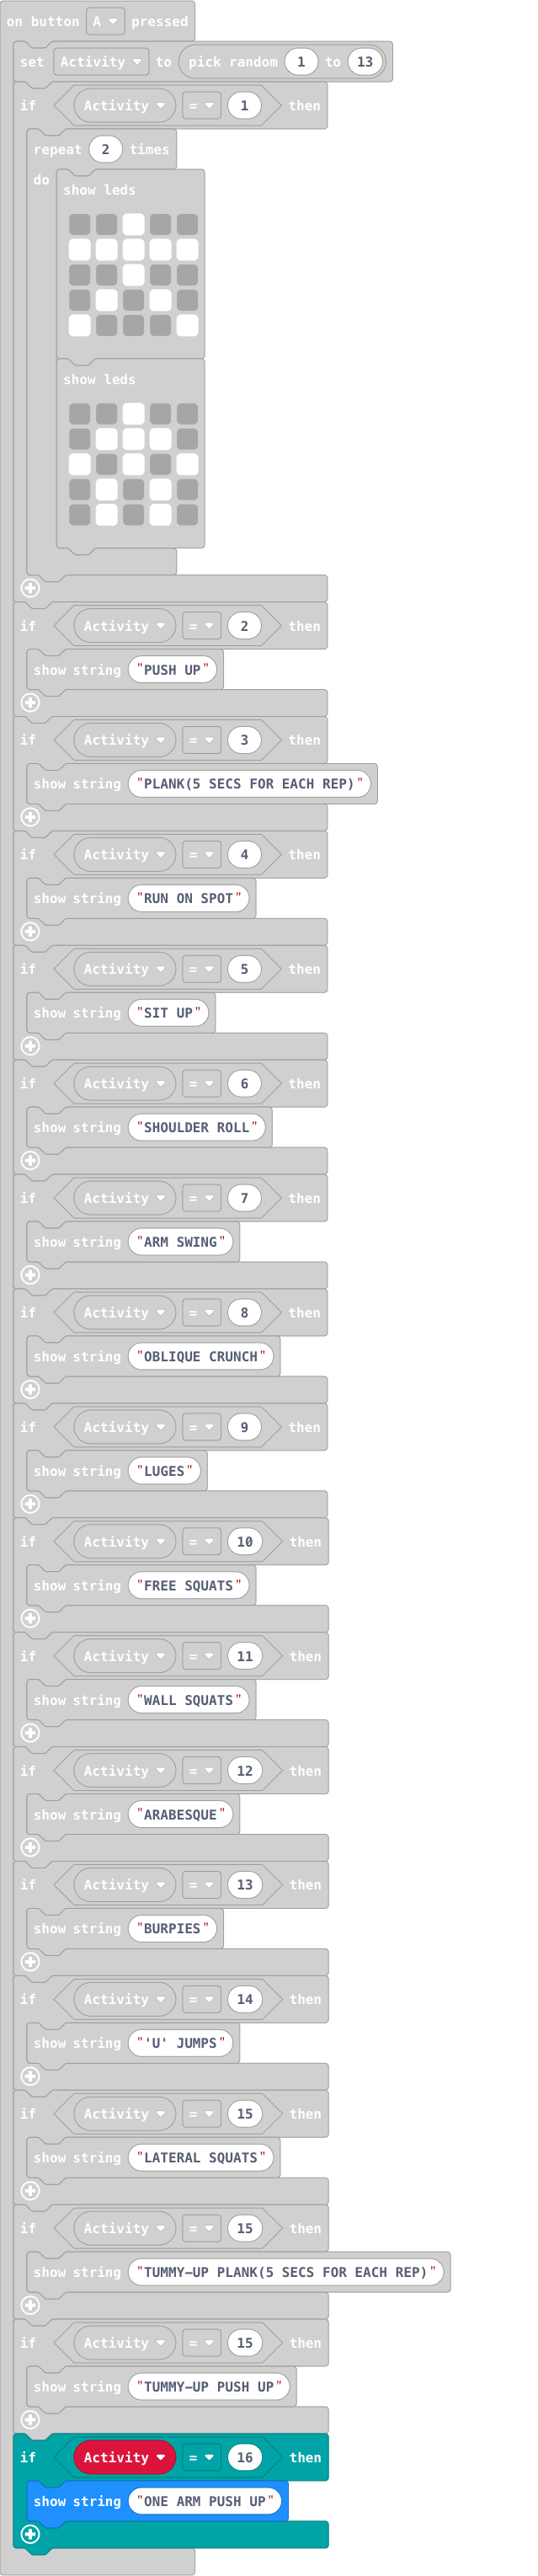 on button A pressed
set Activity to pick random 1 to 13
if Activity = 1 then
repeat 2 times
do
show leds
show leds
if Activity = 2 then
show string "PUSH UP"
if Activity = 3 then
show string "PLANK(5 SECS FOR EACH REP)"
if Activity = 4 then
show string "RUN ON SPOT"
if Activity = 5 then
show string "SIT UP"
if Activity = 6 then
show string "SHOULDER ROLL"
if Activity = 7 then
show string "ARM SWING"
if Activity = 8 then
show string "OBLIQUE CRUNCH"
if Activity = 9 then
show string "LUGES"
if Activity = 10 then
show string "FREE SQUATS"
if Activity = 11 then
show string "WALL SQUATS"
if Activity = 12 then
show string "ARABESQUE"
if Activity = 13 then
show string "BURPIES"
if Activity = 14 then
show string "'U' JUMPS"
if Activity = 15 then
show string "LATERAL SQUATS"
if Activity = 15 then
show string "TUMMY-UP PLANK(5 SECS FOR EACH REP)"
if Activity = 15 then
show string "TUMMY-UP PUSH UP"
if Activity = 16 then
show string "ONE ARM PUSH UP"